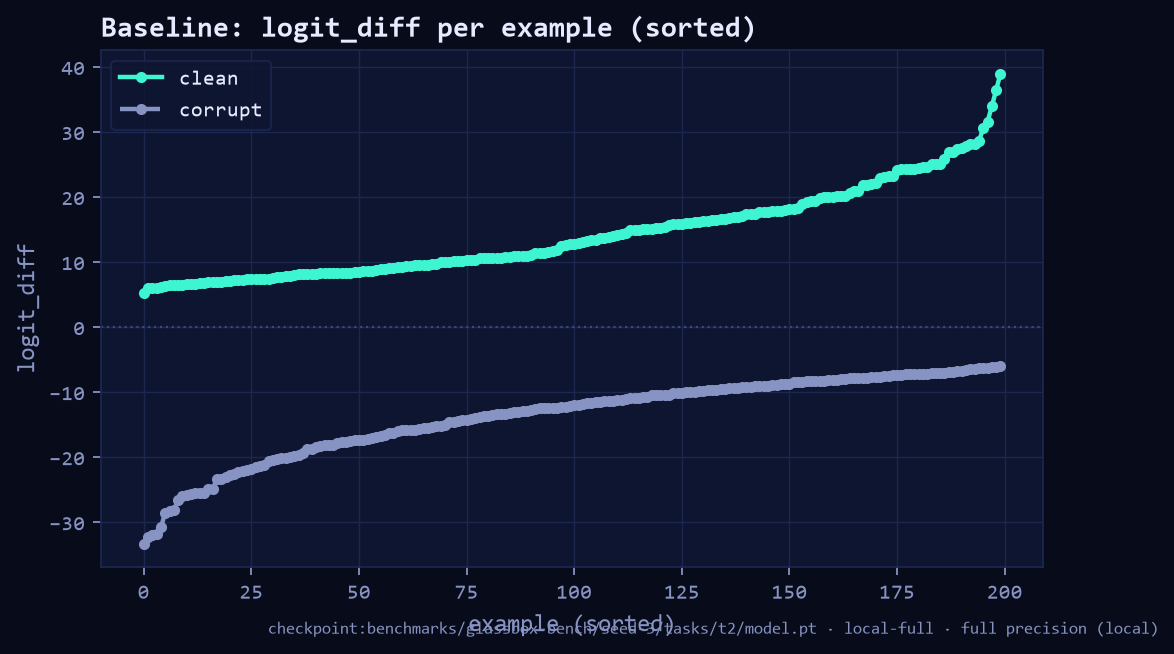 Baseline: logit_diff per example (sorted)
clean
corrupt
40
30
20
10
0
−10
−20
−30
logit_diff
0 25 50 75 100 125 150 175 200
example (sorted)
checkpoint:benchmarks/glassbox-bench/seed-3/tasks/t2/model.pt · local-full · full precision (local)